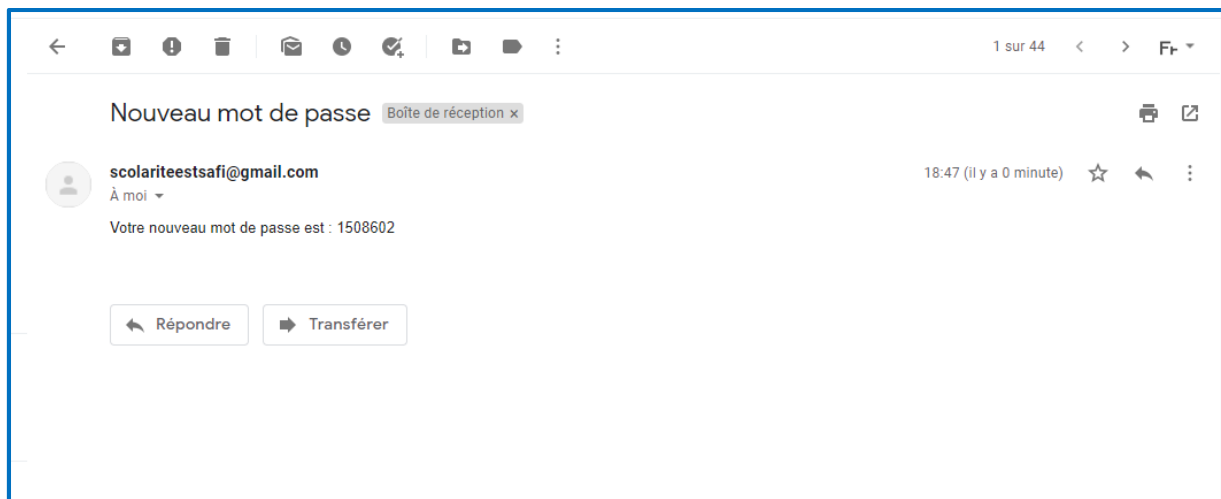 1 sur 44
Fr
Nouveau mot de passe Boîte de réception ×
scolariteestsafi@gmail.com 18:47 (il y a 0 minute)
À moi
Votre nouveau mot de passe est : 1508602
Répondre Transférer